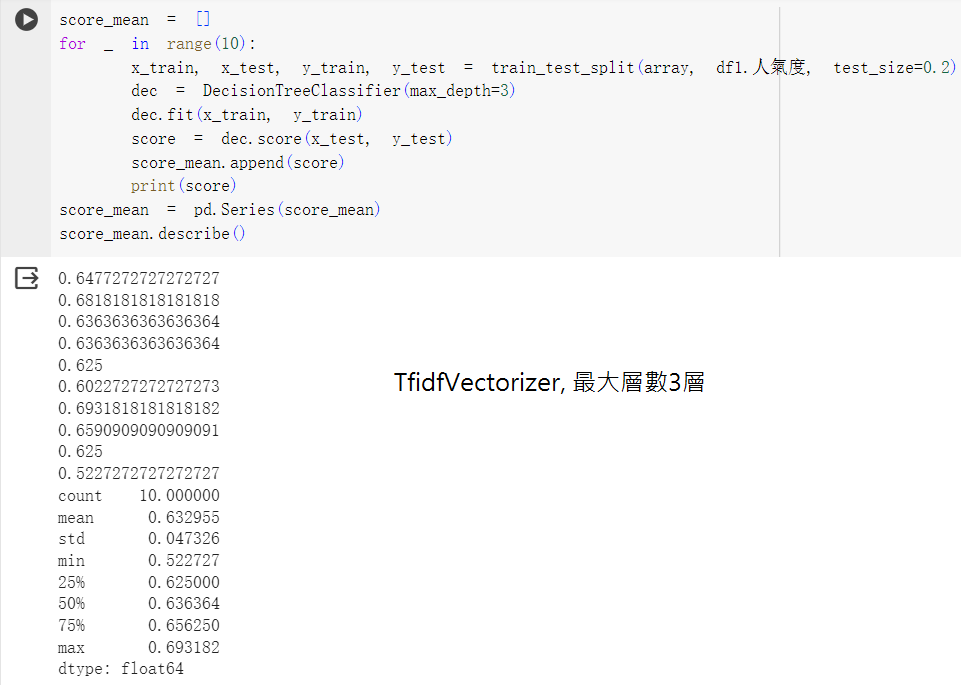 score_mean = []
for _ in range(10):
x_train, x_test, y_train, y_test = train_test_split(array, df1.人氣度, test_size=0.2)
dec = DecisionTreeClassifier(max_depth=3)
dec.fit(x_train, y_train)
score = dec.score(x_test, y_test)
score_mean.append(score)
print(score)
score_mean = pd.Series(score_mean)
score_mean.describe()
0.6477272727272727
0.6818181818181818
0.6363636363636364
0.6363636363636364
0.625
0.6022727272727273
0.6931818181818182
0.6590909090909091
0.625
0.5227272727272727
count 10.000000
mean 0.632955
std 0.047326
min 0.522727
25% 0.625000
50% 0.636364
75% 0.656250
max 0.693182
dtype: float64
TfidfVectorizer, 最大層數3層